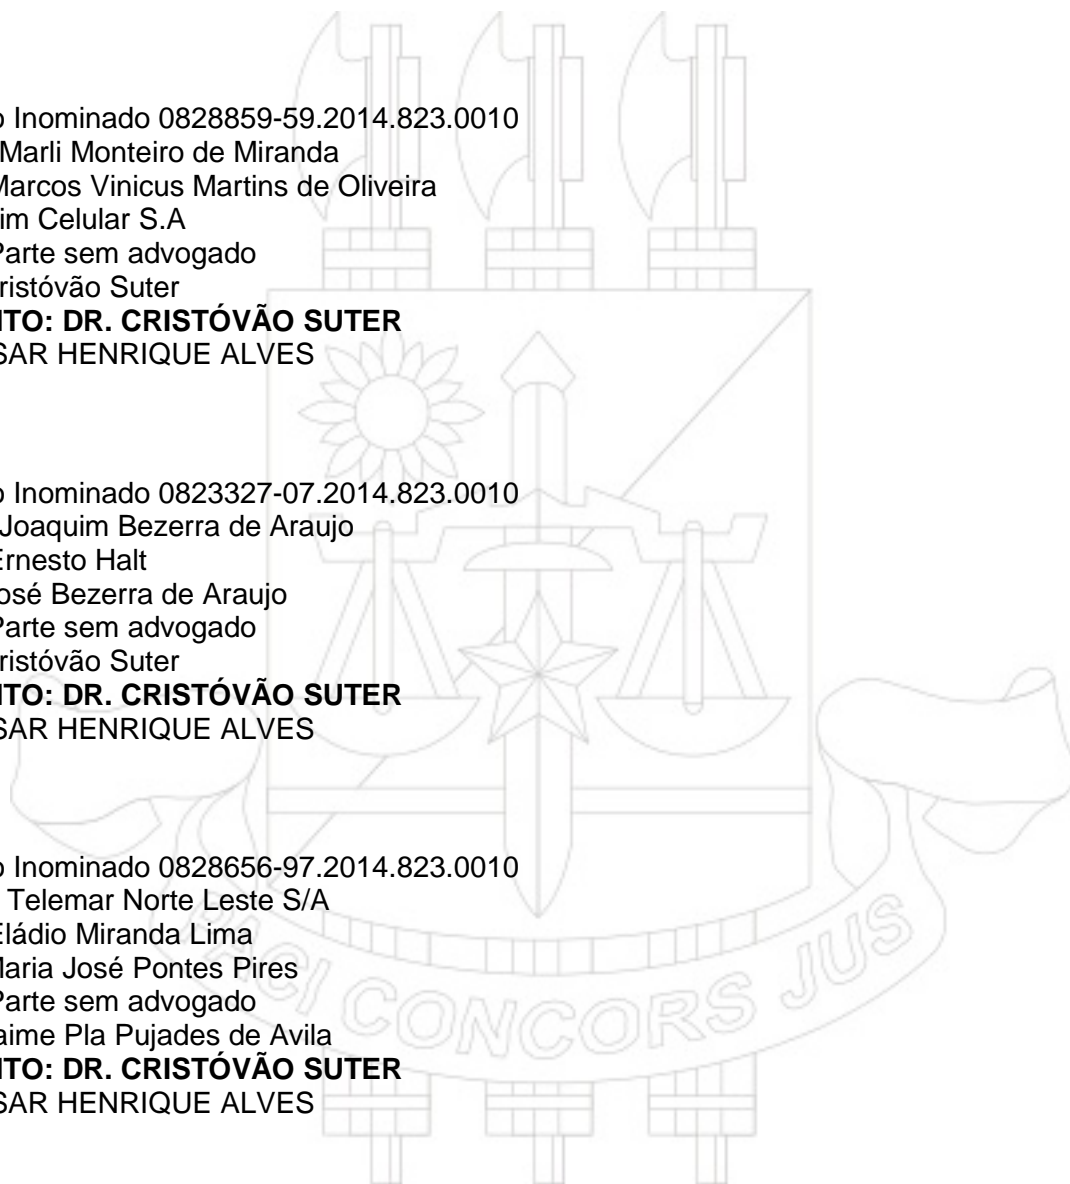 o Inominado 0828859-59.2014.823.0010
Marli Monteiro de Miranda
Marcos Vinicus Martins de Oliveira
im Celular S.A
Parte sem advogado
ristóvão Suter
ITO: DR. CRISTÓVÃO SUTER
SAR HENRIQUE ALVES
o Inominado 0823327-07.2014.823.0010
Joaquim Bezerra de Araujo
Ernesto Halt
osé Bezerra de Araujo
Parte sem advogado
ristóvão Suter
ITO: DR. CRISTÓVÃO SUTER
SAR HENRIQUE ALVES
o Inominado 0828656-97.2014.823.0010
Telemar Norte Leste S/A
Eládio Miranda Lima
Maria José Pontes Pires
Parte sem advogado
aime Pla Pujades de Avila
ITO: DR. CRISTÓVÃO SUTER
SAR HENRIQUE ALVES
PACI CONCORS JUS